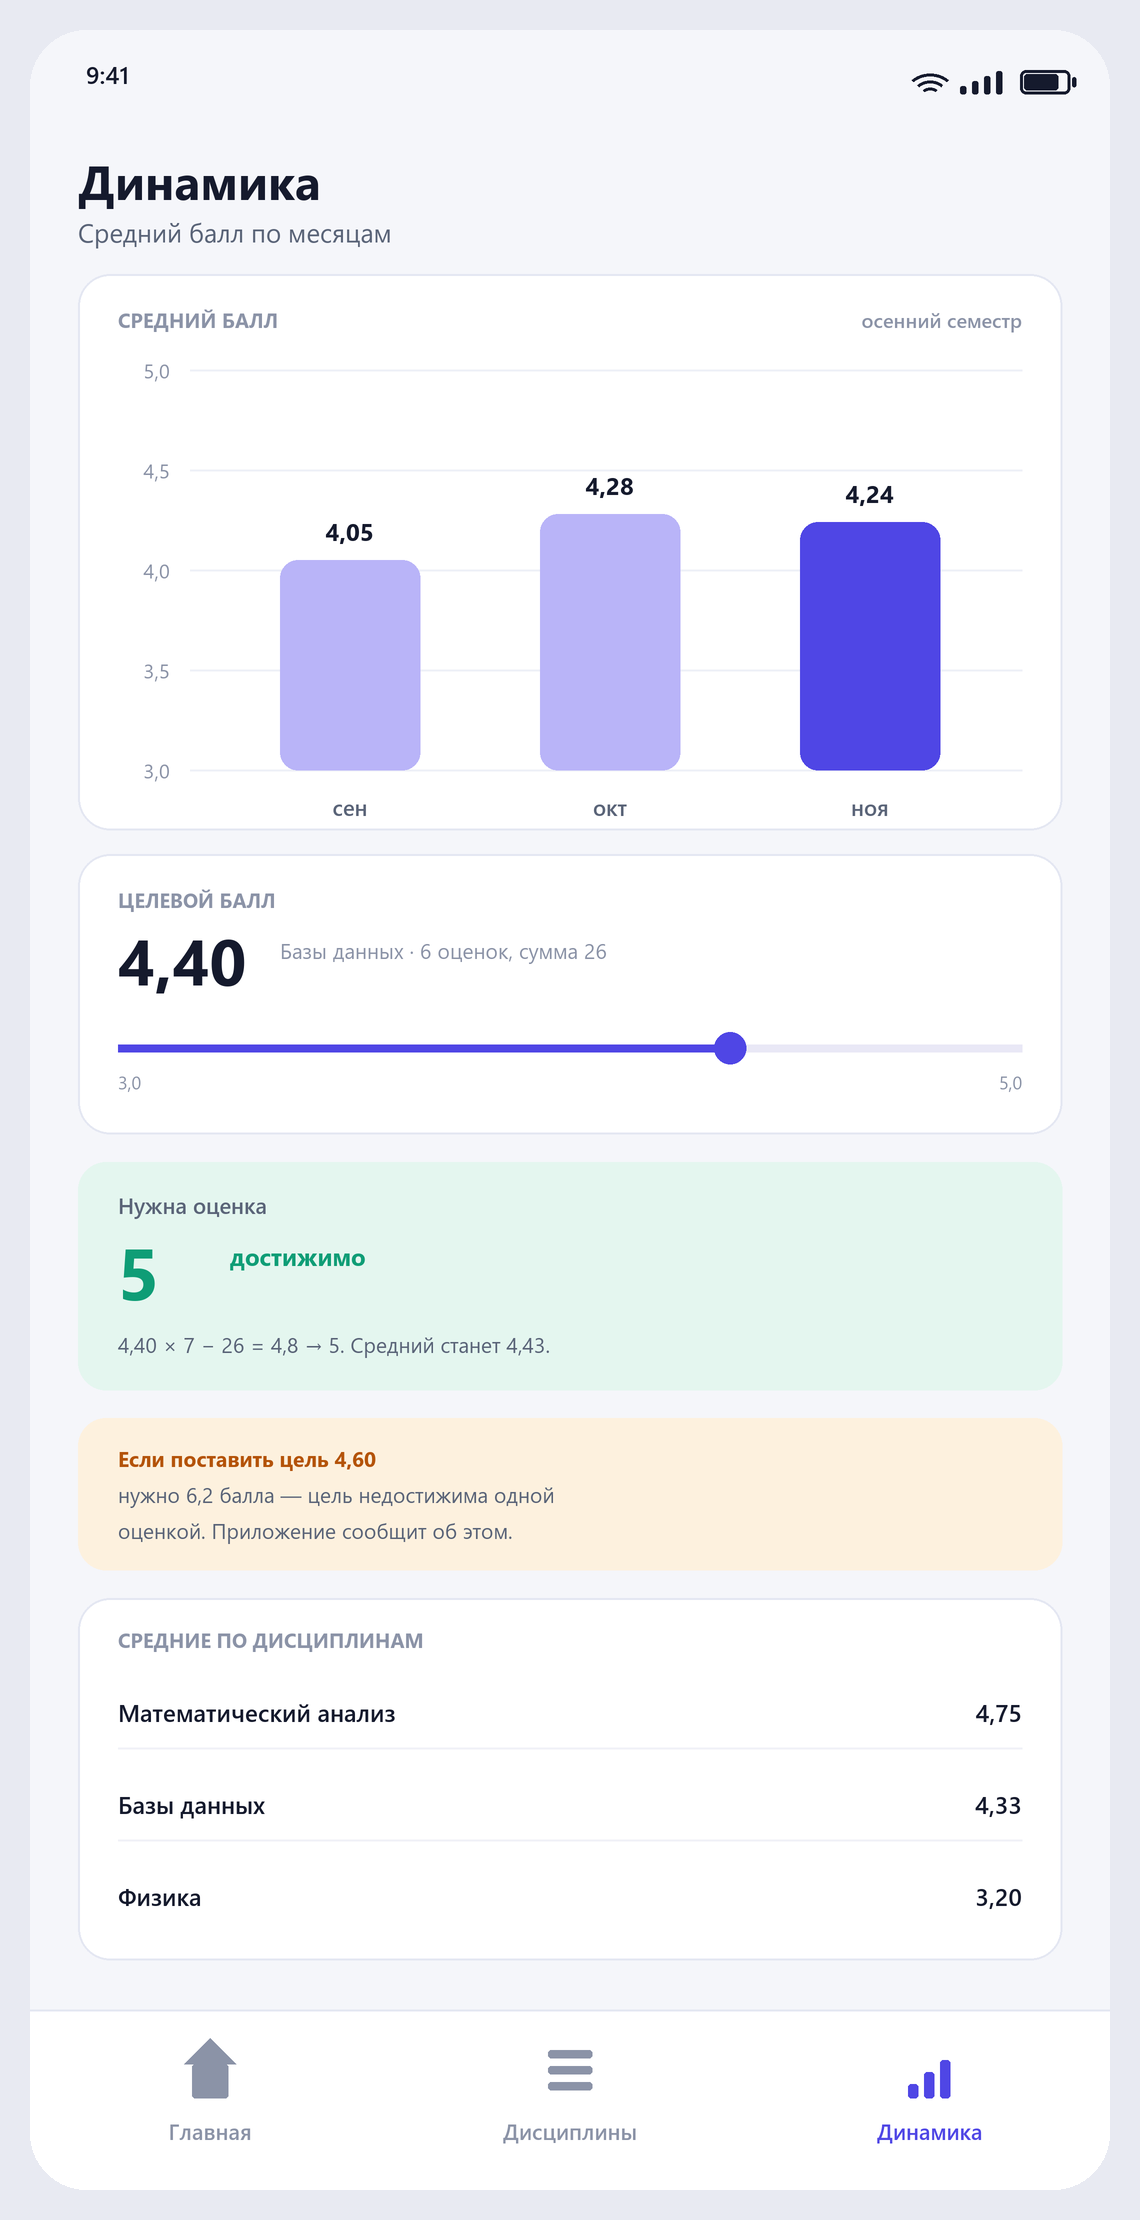 9:41
Динамика
Средний балл по месяцам
СРЕДНИЙ БАЛЛ
осенний семестр
5,0
4,5
4,28
4,24
4,05
4,0
3,5
3,0
сен
окт
ноя
ЦЕЛЕВОЙ БАЛЛ
4,40
Базы данных · 6 оценок, сумма 26
3,0
5,0
Нужна оценка
5
достижимо
4,40 × 7 − 26 = 4,8 → 5. Средний станет 4,43.
Если поставить цель 4,60
нужно 6,2 балла — цель недостижима одной
оценкой. Приложение сообщит об этом.
СРЕДНИЕ ПО ДИСЦИПЛИНАМ
Математический анализ
4,75
Базы данных
4,33
Физика
3,20
Главная
Дисциплины
Динамика